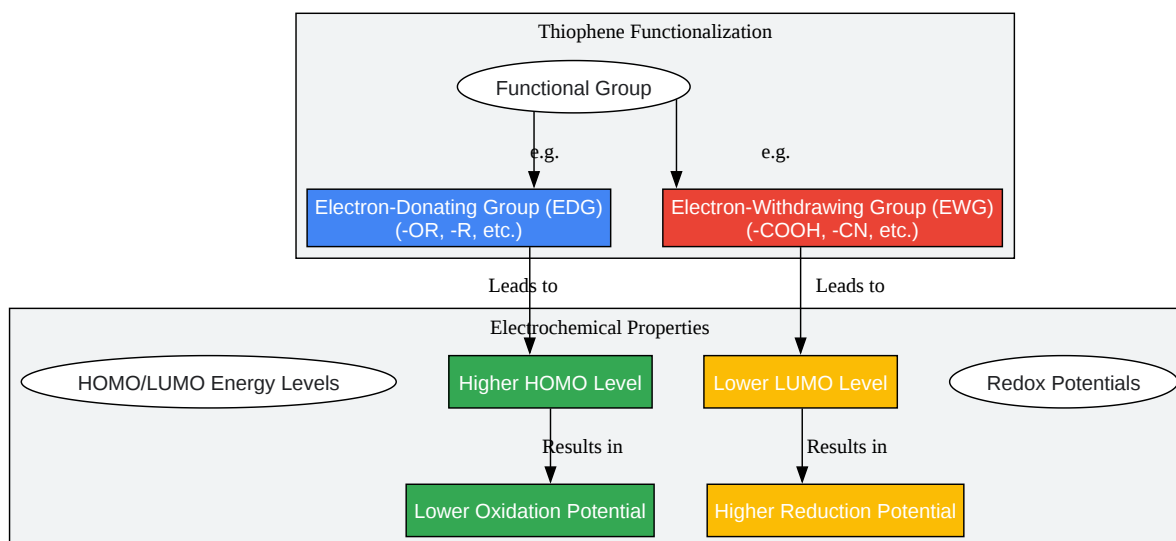 Thiophene Functionalization
Functional Group
e.g.
e.g.
Electron-Donating Group (EDG)
(-OR, -R, etc.)
Electron-Withdrawing Group (EWG)
(-COOH, -CN, etc.)
Leads to
Leads to
Electrochemical Properties
HOMO/LUMO Energy Levels
Higher HOMO Level
Lower LUMO Level
Redox Potentials
Results in
Results in
Lower Oxidation Potential
Higher Reduction Potential